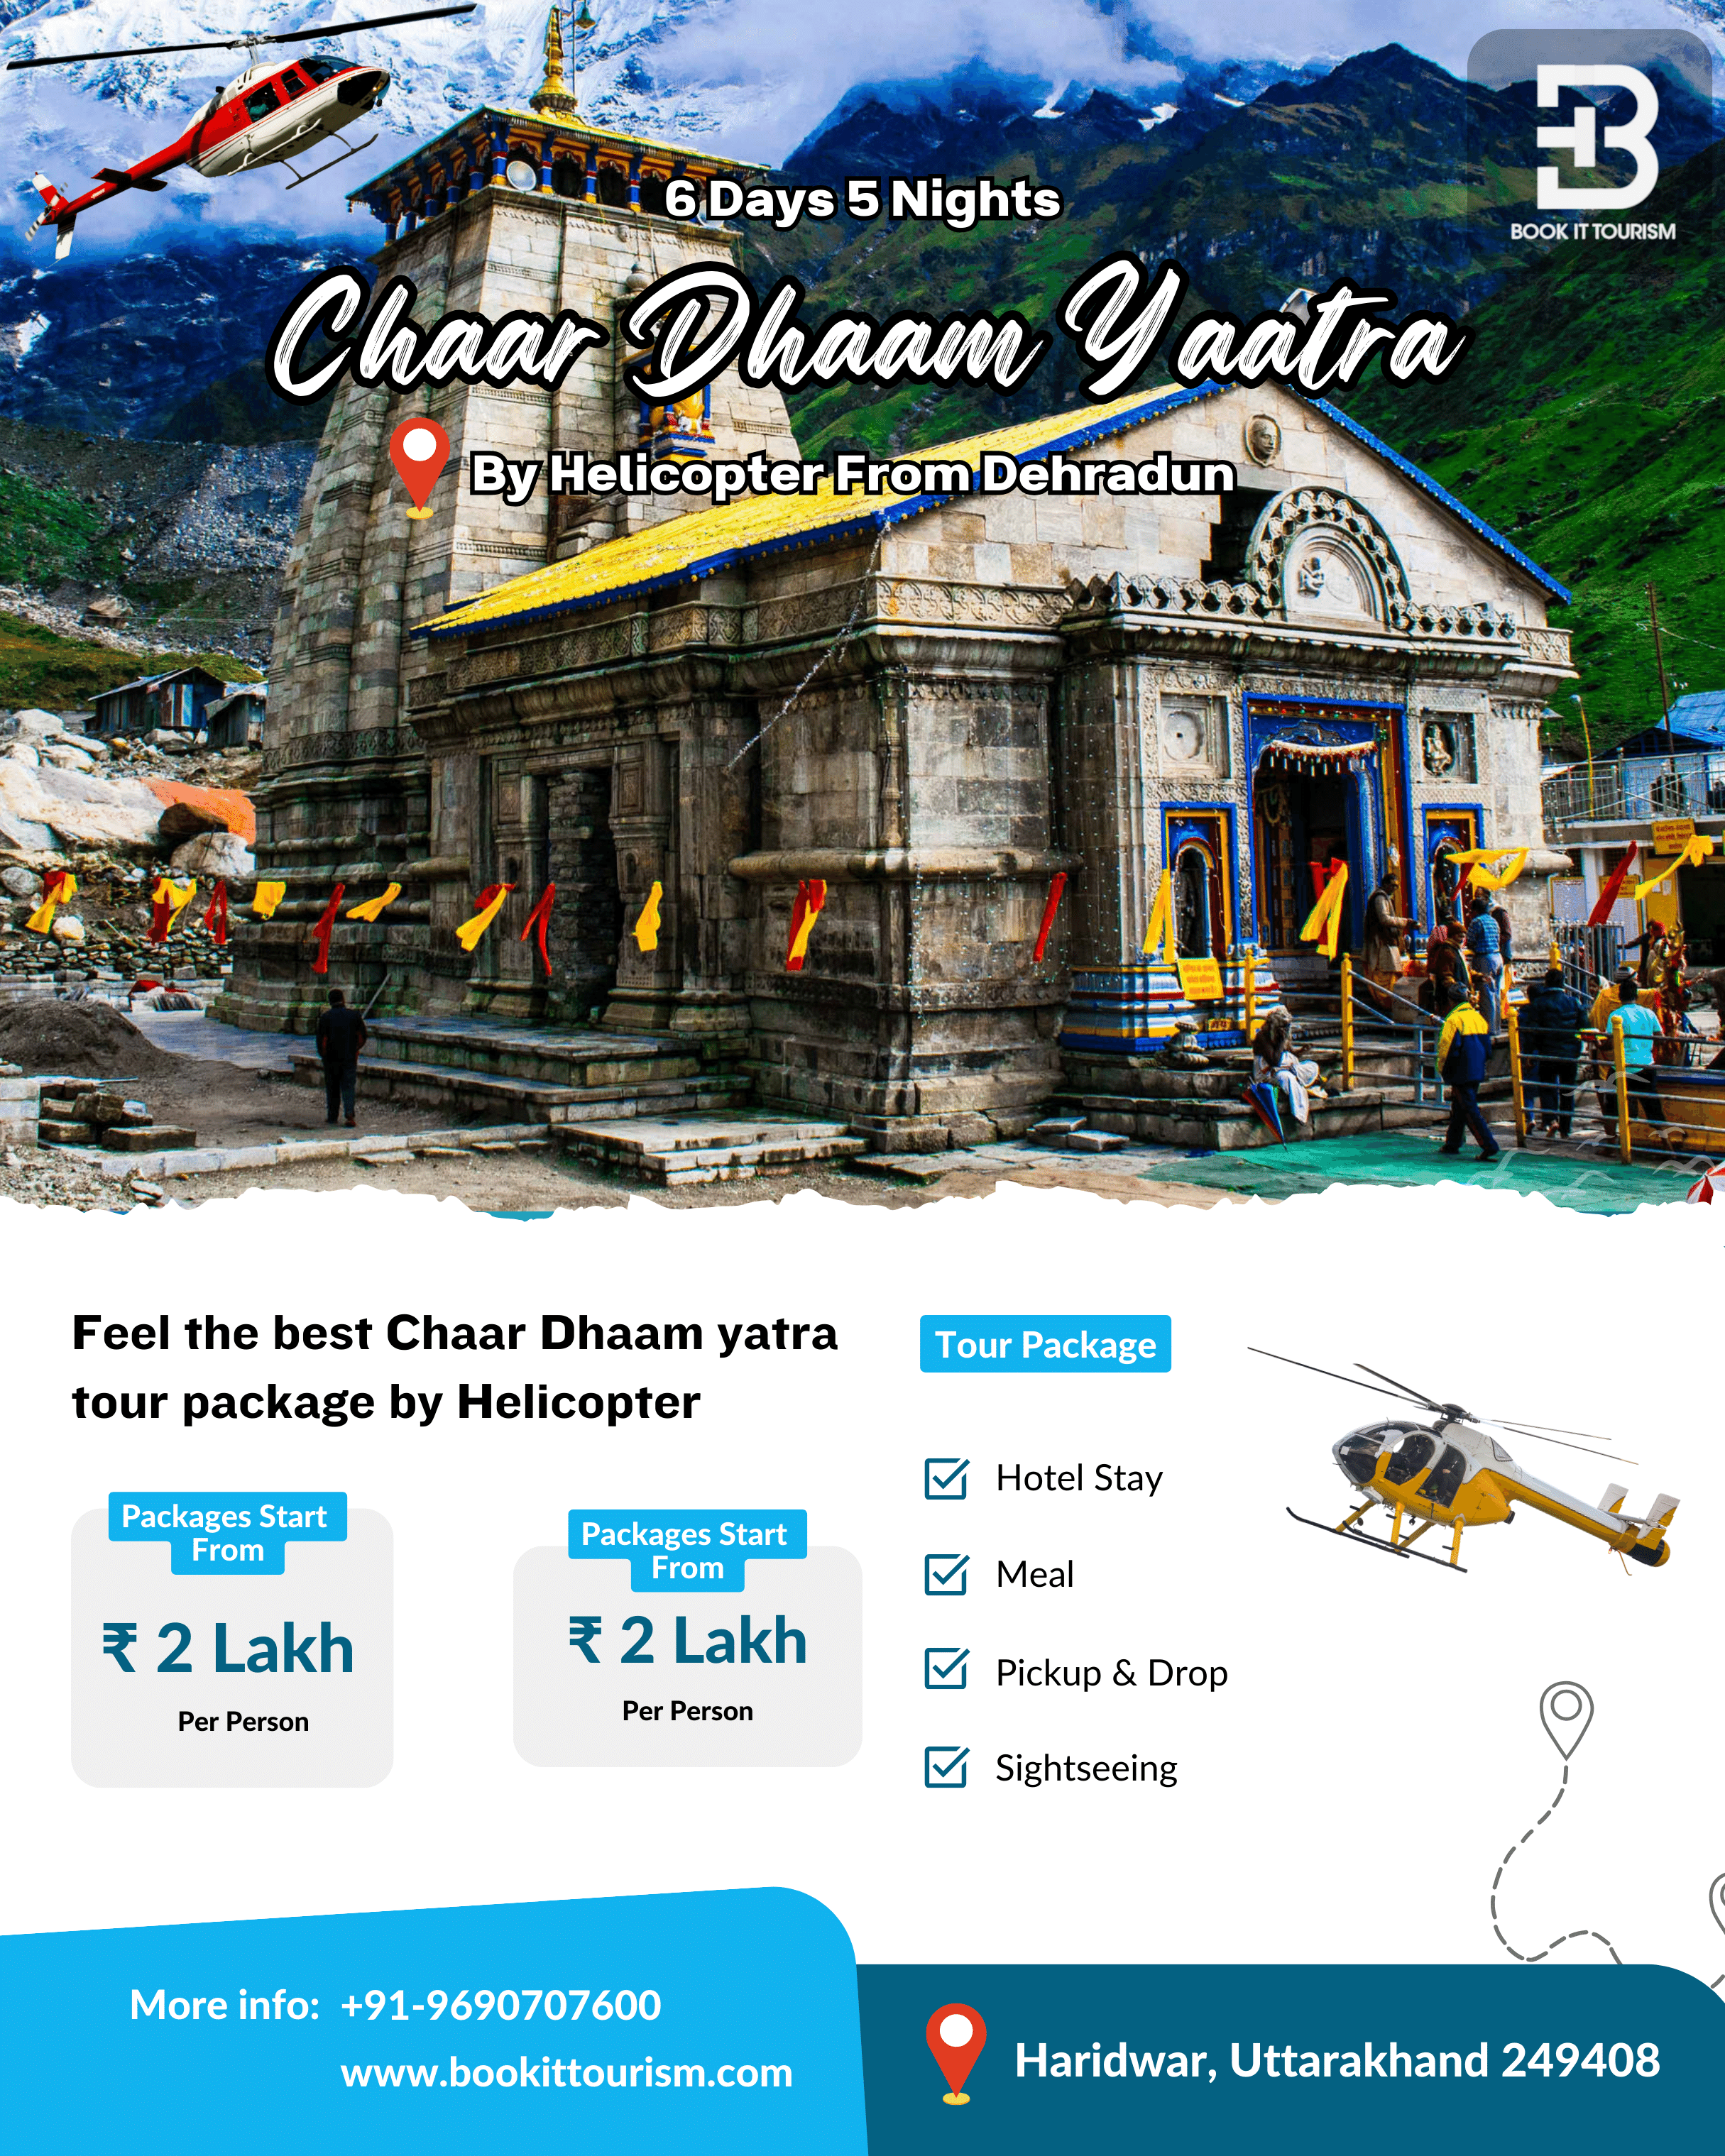 BOOK IT TOURISM
6 Days 5 Nights
Chaar Dhaam Yaatra
By Helicopter From Dehradun
Feel the best Chaar Dhaam yatra
tour package by Helicopter
Packages Start
From
₹ 2 Lakh
Per Person
Packages Start
From
₹ 2 Lakh
Per Person
Tour Package
Hotel Stay
Meal
Pickup & Drop
Sightseeing
More info: +91-9690707600
www.bookittourism.com
Haridwar, Uttarakhand 249408